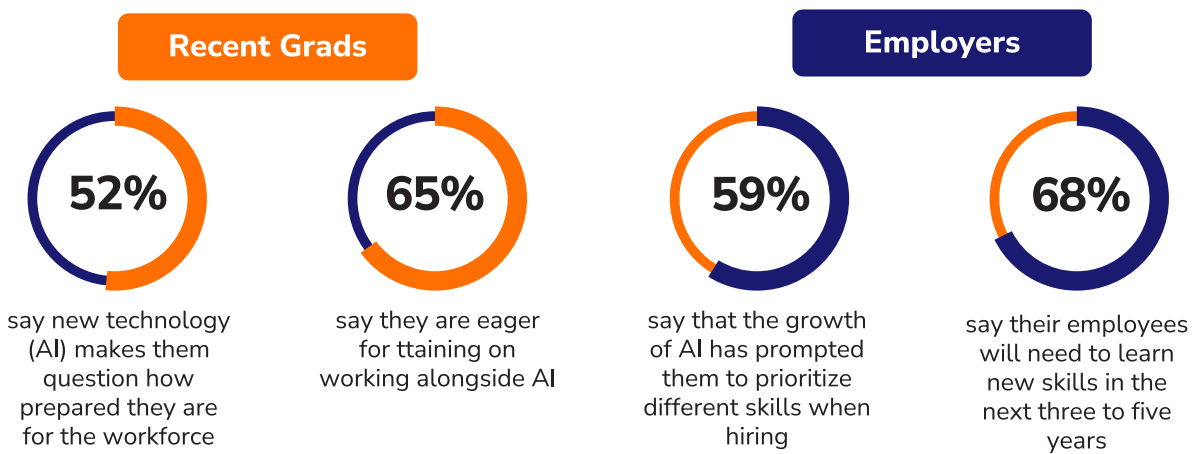 Recent Grads
52%
say new technology
(AI) makes them
question how
prepared they are
for the workforce
65%
say they are eager
for ttaining on
working alongside AI
Employers
59%
say that the growth
of AI has prompted
them to prioritize
different skills when
hiring
68%
say their employees
will need to learn
new skills in the
next three to five
years